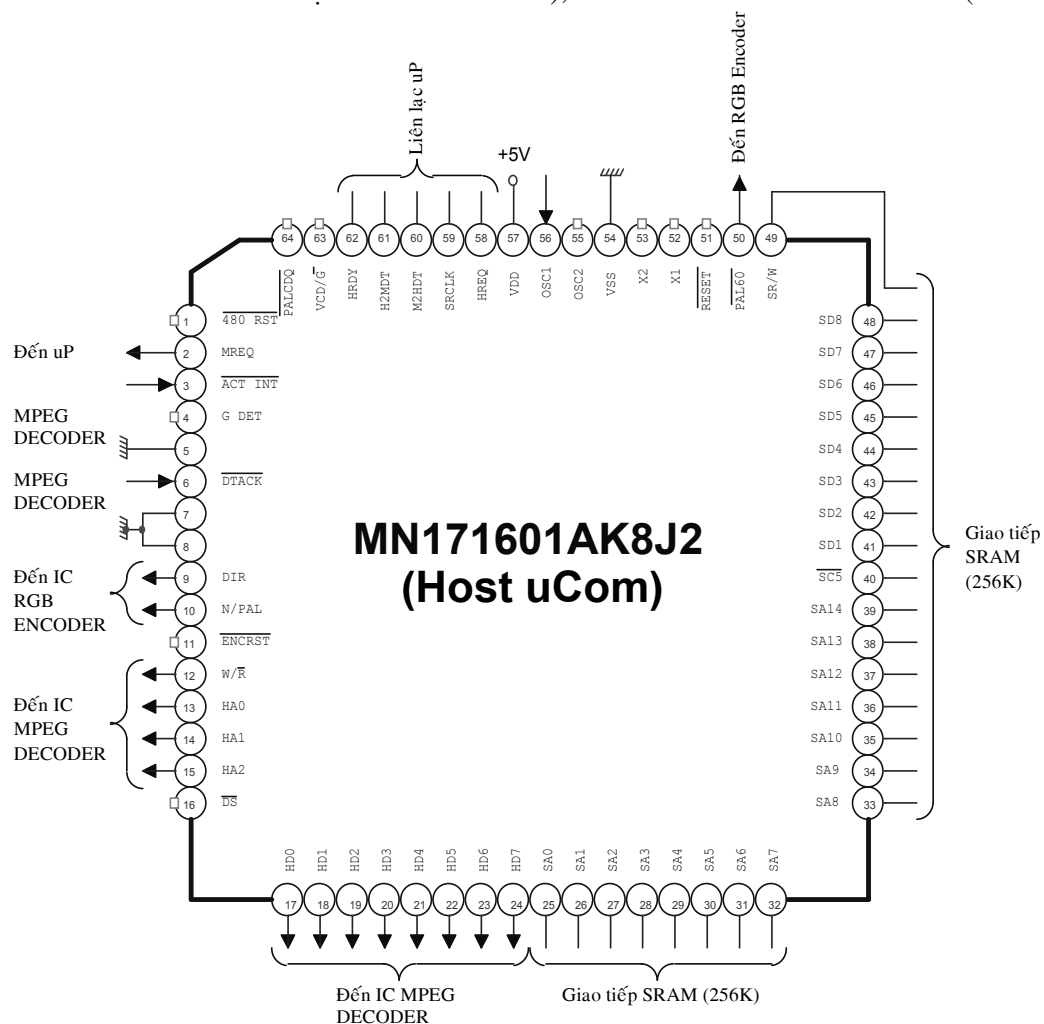 Liên lạc uP
+5V
Đến RGB Encoder
64 63 62 61 60 59 58 57 56 55 54 53 52 51 50 49
PALCDQ
VCD/G
HRDY
H2MDT
M2HDT
SRCLK
HREQ
VDD
OSC1
OSC2
VSS
X2
X1
RESET
PAL60
SR/W
1 480 RST
Đến uP
2 MREQ
3 ACT INT
MPEG
DECODER
4 G DET
5
MPEG
DECODER
6 DTACK
7
8
Đến IC
RGB
ENCODER
9 DIR
10 N/PAL
11 ENCRST
Đến IC
MPEG
DECODER
12 W/R
13 HA0
14 HA1
15 HA2
16 DS
MN171601AK8J2
(Host uCom)
SD8 48
SD7 47
SD6 46
SD5 45
SD4 44
SD3 43
SD2 42
SD1 41
SC5 40
SA14 39
SA13 38
SA12 37
SA11 36
SA10 35
SA9 34
SA8 33
Giao tiếp
SRAM
(256K)
HD0
HD1
HD2
HD3
HD4
HD5
HD6
HD7
SA0
SA1
SA2
SA3
SA4
SA5
SA6
SA7
17 18 19 20 21 22 23 24 25 26 27 28 29 30 31 32
Đến IC MPEG
DECODER
Giao tiếp SRAM (256K)